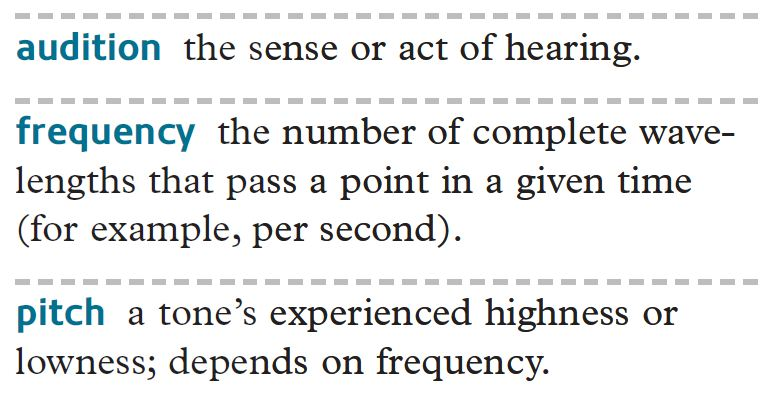 audition the sense or act of hearing.
frequency the number of complete wave-
lengths that pass a point in a given time
(for example, per second).
pitch a tone’s experienced highness or
lowness; depends on frequency.